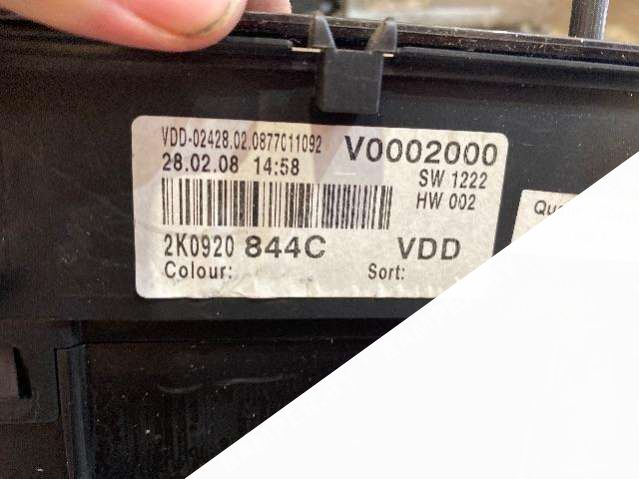 VDD-02428.02.0877011092 V0002000
28.02.08 14:58 SW 1222
HW 002
2K0920 844C VDD
Colour: Sort: